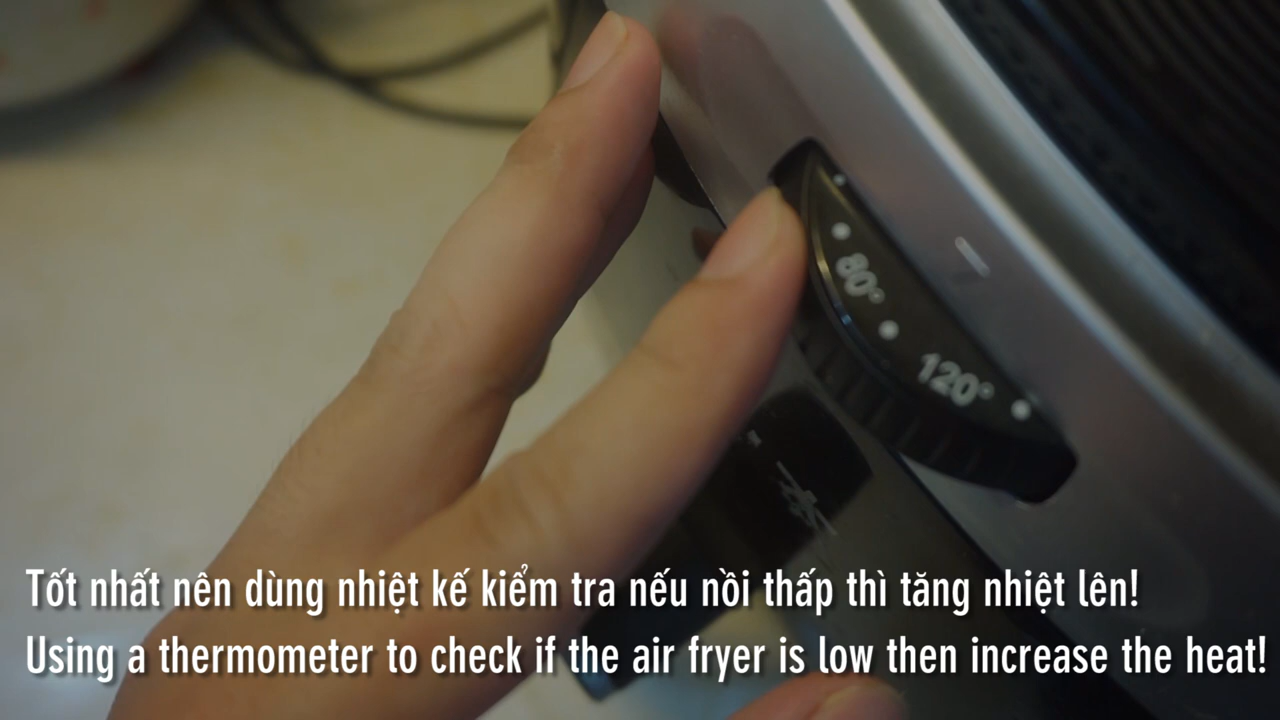 80°
120°
Tốt nhất nên dùng nhiệt kế kiểm tra nếu nồi thấp thì tăng nhiệt lên!
Using a thermometer to check if the air fryer is low then increase the heat!